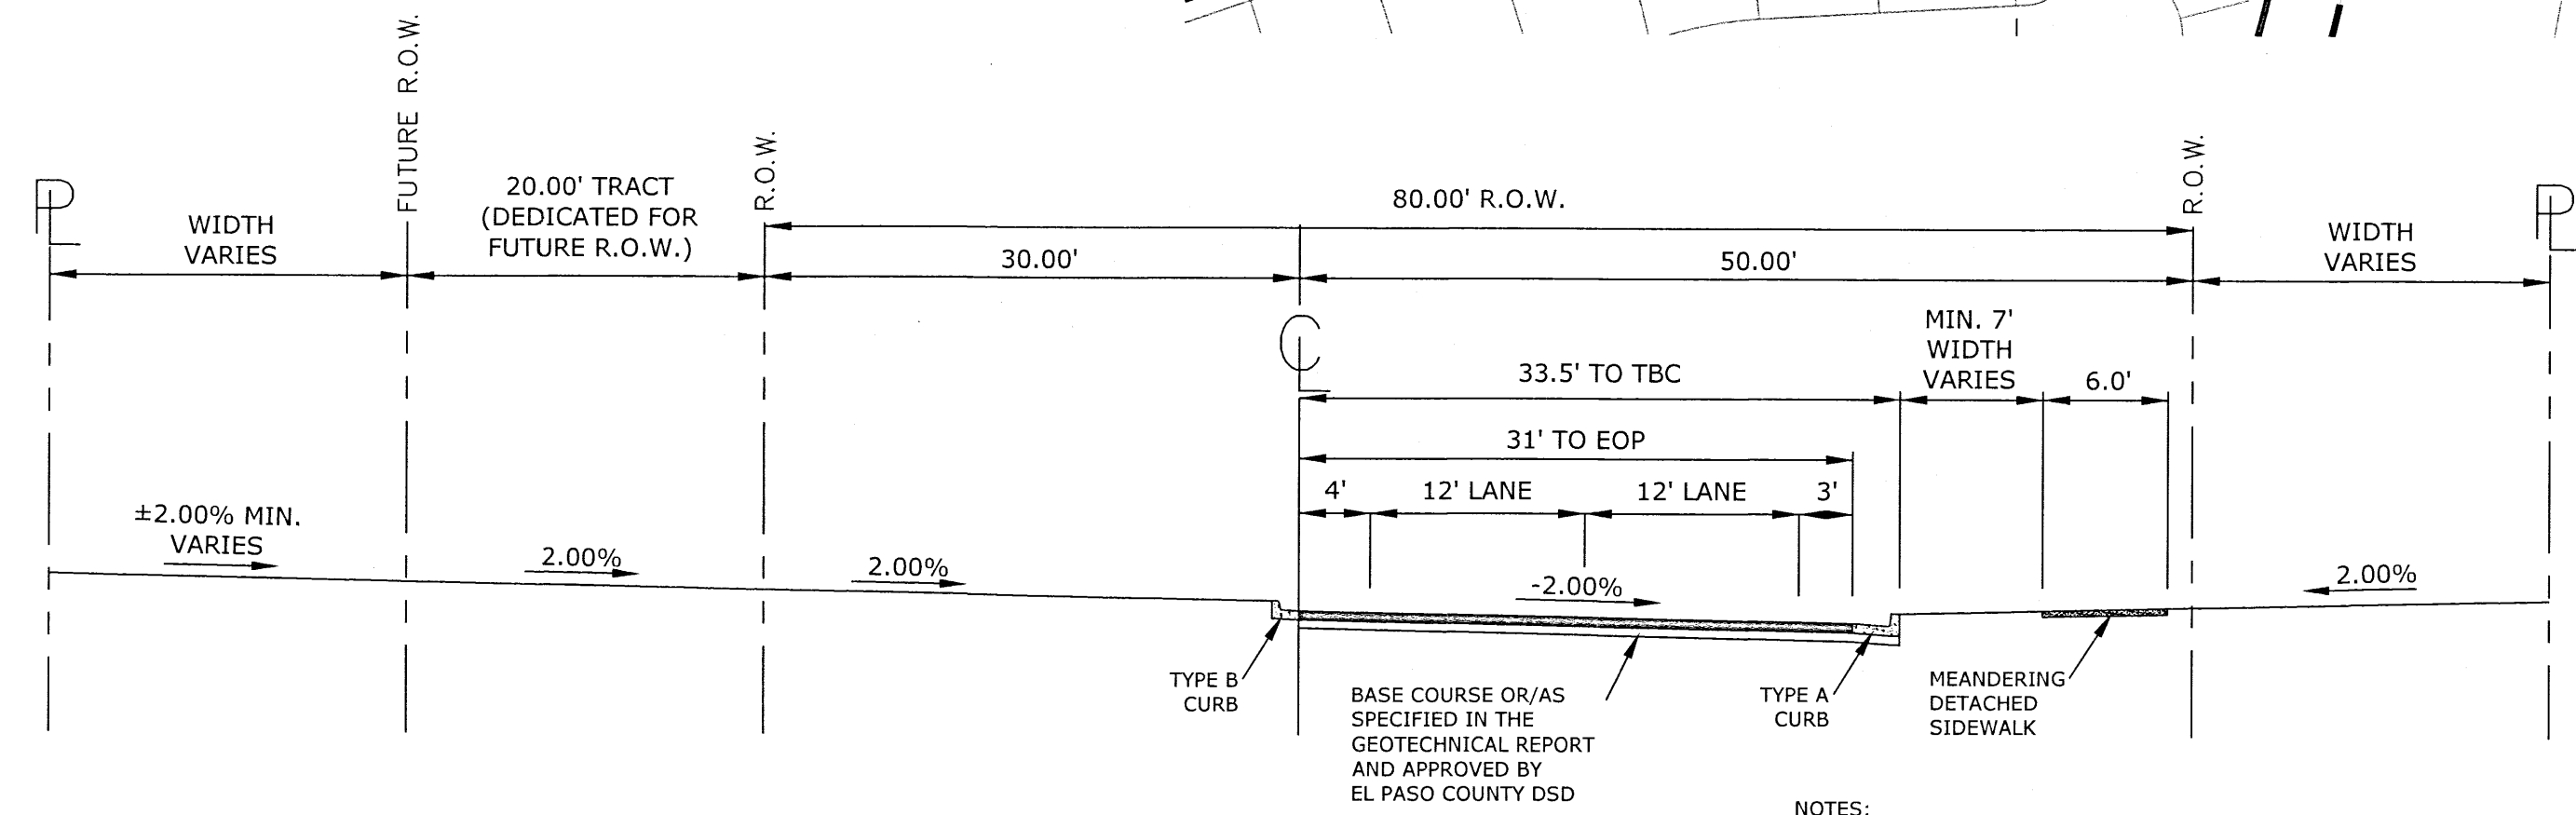 FUTURE R.O.W.
R.O.W.
R.O.W.
PL
WIDTH
VARIES
20.00' TRACT
(DEDICATED FOR
FUTURE R.O.W.)
80.00' R.O.W.
30.00'
50.00'
WIDTH
VARIES
PL
CL
33.5' TO TBC
MIN. 7'
WIDTH
VARIES
6.0'
31' TO EOP
4'
12' LANE
12' LANE
3'
±2.00% MIN.
VARIES
2.00%
2.00%
-2.00%
2.00%
TYPE B
CURB
BASE COURSE OR/AS
SPECIFIED IN THE
GEOTECHNICAL REPORT
AND APPROVED BY
EL PASO COUNTY DSD
TYPE A
CURB
MEANDERING
DETACHED
SIDEWALK
NOTES: